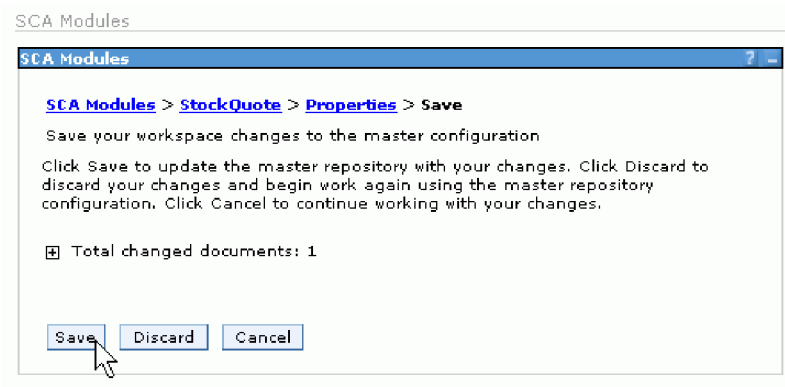 SCA Modules
SCA Modules ? -
SCA Modules > StockQuote > Properties > Save
Save your workspace changes to the master configuration
Click Save to update the master repository with your changes. Click Discard to
discard your changes and begin work again using the master repository
configuration. Click Cancel to continue working with your changes.
+ Total changed documents: 1
Save Discard Cancel